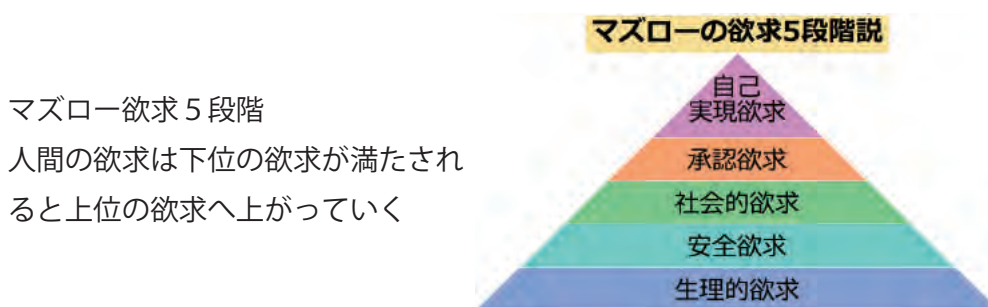 マズロー欲求５段階
人間の欲求は下位の欲求が満たされ
ると上位の欲求へ上がっていく
マズローの欲求5段階説
自己
実現欲求
承認欲求
社会的欲求
安全欲求
生理的欲求